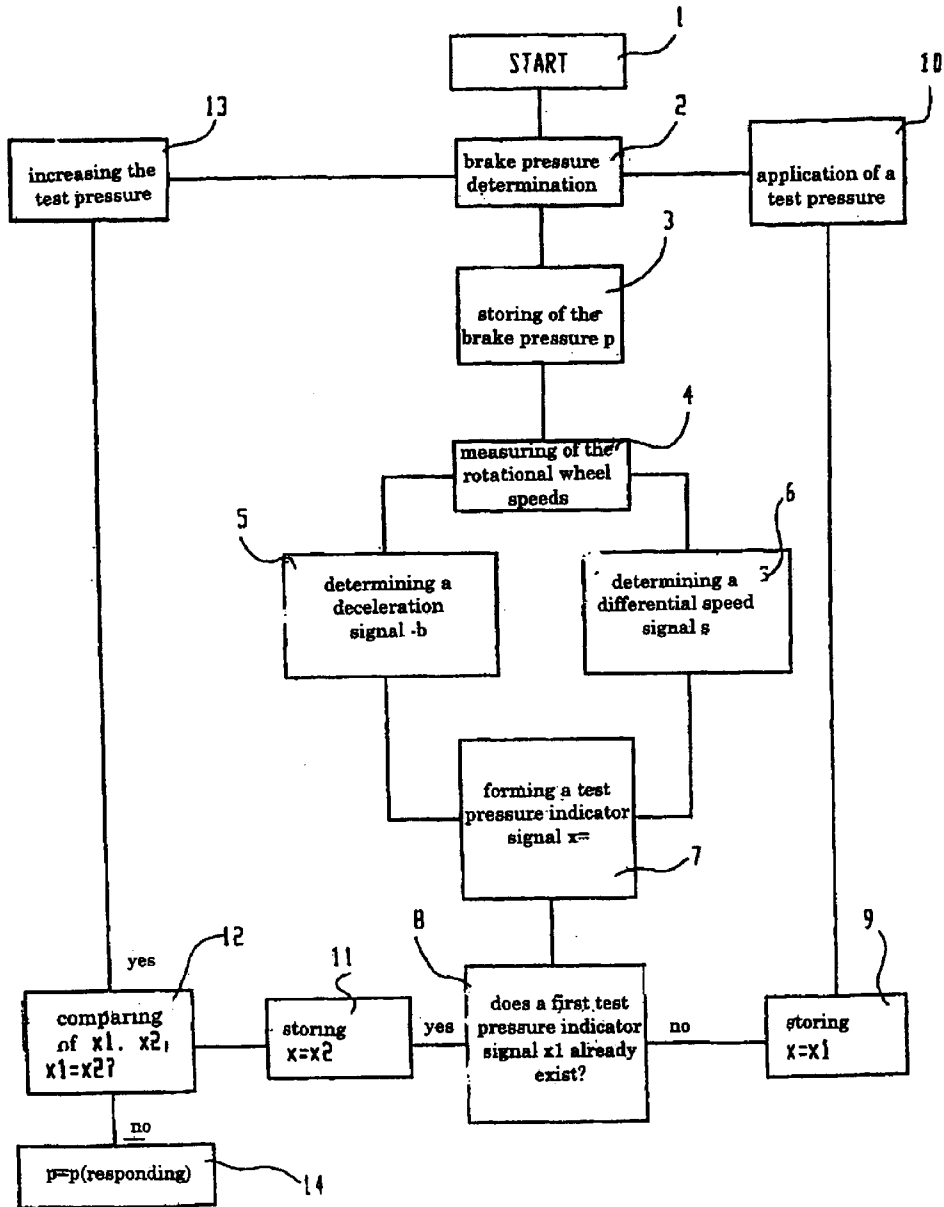 1
START
10
13
2
increasing the
test pressure
brake pressure
determination
application of a
test pressure
3
storing of the
brake pressure p
4
measuring of the
rotational wheel
speeds
5
6
determining a
deceleration
signal -b
determining a
differential speed
signal s
forming a test
pressure indicator
signal x=
7
8
9
12
11
yes
comparing
of x1, x2,
x1=x2?
storing
x=x2
yes
does a first test
pressure indicator
signal x1 already
exist?
no
storing
x=x1
no
p=p(responding)
14